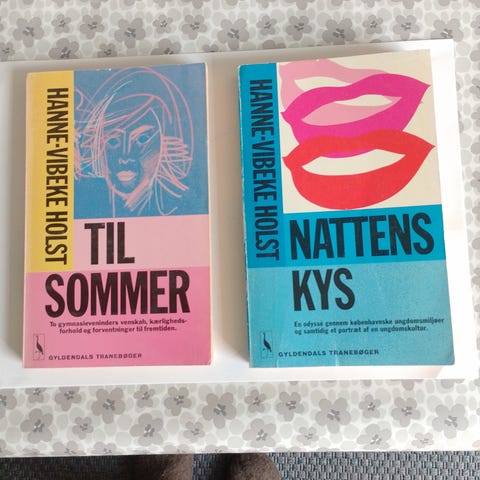 HANNE-VIBEKE HOLST
TIL
SOMMER
To gymnasieveninders venskab, kærligheds-
forhold og forventninger til fremtiden.
GYLDENDALS TRANEBØGER
HANNE-VIBEKE HOLST
NATTENS
KYS
En odyssé gennem københavnske ungdomsmiljøer
og samtidig et portræt af en ungdomskultur.
GYLDENDALS TRANEBØGER